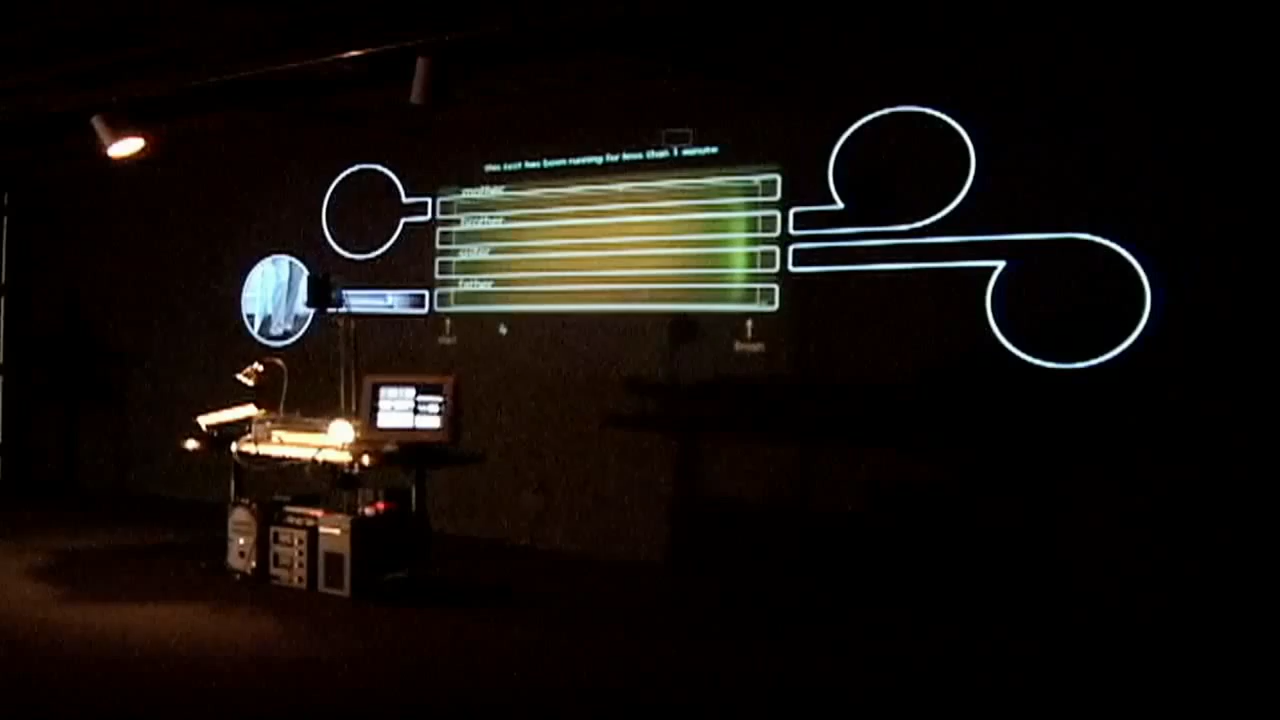 this test has been running for less than 1 minute
mother
brother
sister
father
start
finish